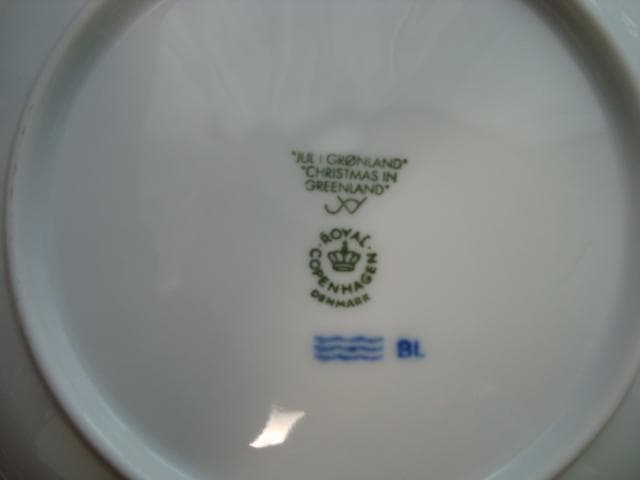 "JUL I GRØNLAND"
"CHRISTMAS IN
GREENLAND"
ROYAL
COPENHAGEN
DENMARK
BL